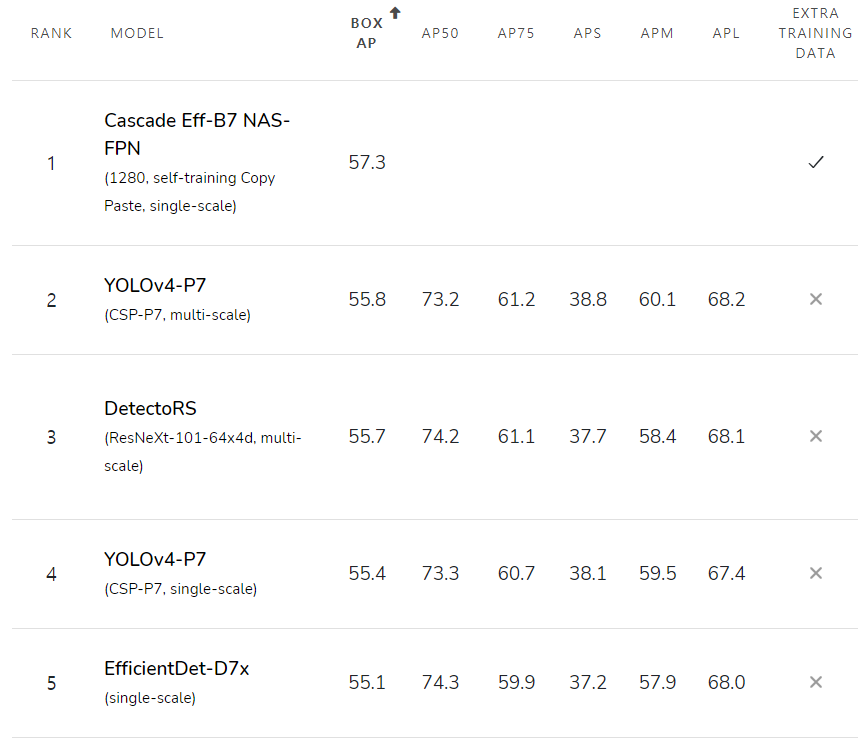 RANK MODEL BOX AP AP50 AP75 APS APM APL EXTRA TRAINING DATA
Cascade Eff-B7 NAS-
FPN
1 57.3 ✓
(1280, self-training Copy
Paste, single-scale)
YOLOv4-P7
2 55.8 73.2 61.2 38.8 60.1 68.2 ×
(CSP-P7, multi-scale)
DetectoRS
3 55.7 74.2 61.1 37.7 58.4 68.1 ×
(ResNeXt-101-64x4d, multi-
scale)
YOLOv4-P7
4 55.4 73.3 60.7 38.1 59.5 67.4 ×
(CSP-P7, single-scale)
EfficientDet-D7x
5 55.1 74.3 59.9 37.2 57.9 68.0 ×
(single-scale)